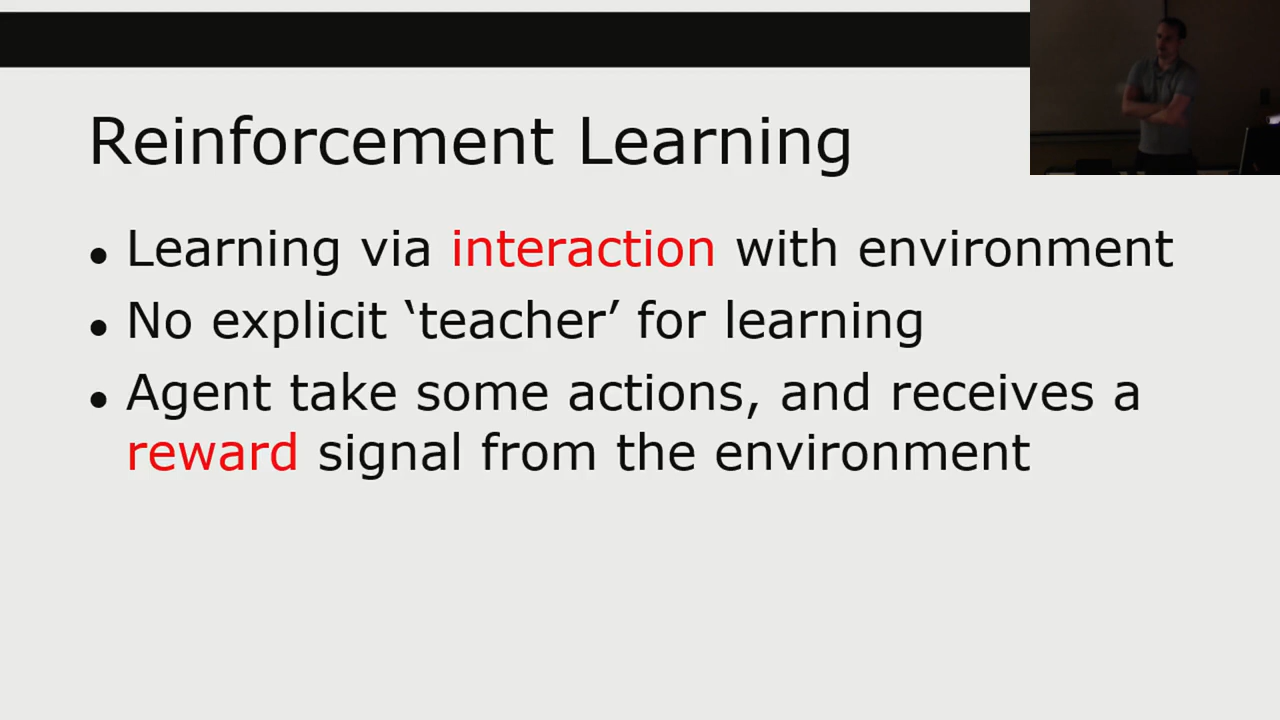 Reinforcement Learning
• Learning via interaction with environment
• No explicit ‘teacher’ for learning
• Agent take some actions, and receives a
reward signal from the environment